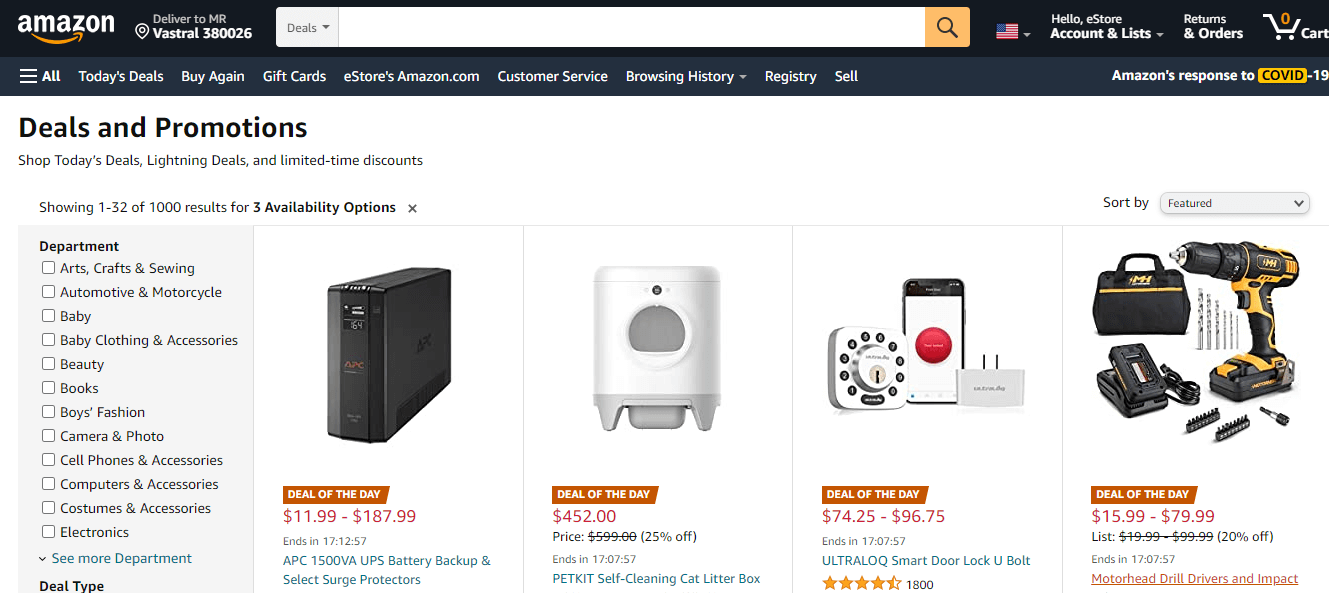 amazon
Deliver to MR
Vastral 380026
Deals
Hello, eStore
Account & Lists
Returns
& Orders
0
Cart
All
Today's Deals
Buy Again
Gift Cards
eStore's Amazon.com
Customer Service
Browsing History
Registry
Sell
Amazon's response to COVID-19
Deals and Promotions
Shop Today's Deals, Lightning Deals, and limited-time discounts
Showing 1-32 of 1000 results for 3 Availability Options
Sort by
Featured
Department
Arts, Crafts & Sewing
Automotive & Motorcycle
Baby
Baby Clothing & Accessories
Beauty
Books
Boys' Fashion
Camera & Photo
Cell Phones & Accessories
Computers & Accessories
Costumes & Accessories
Electronics
See more Department
Deal Type
164
APC
APC
DEAL OF THE DAY
$11.99 - $187.99
Ends in 17:12:57
APC 1500VA UPS Battery Backup &
Select Surge Protectors
DEAL OF THE DAY
$452.00
Price: $599.00 (25% off)
Ends in 17:07:57
PETKIT Self-Cleaning Cat Litter Box
ULTRALOQ
ULTRALOQ
DEAL OF THE DAY
$74.25 - $96.75
Ends in 17:07:57
ULTRALOQ Smart Door Lock U Bolt
1800
MH
MH
DEAL OF THE DAY
$15.99 - $79.99
List: $19.99 - $99.99 (20% off)
Ends in 17:07:57
Motorhead Drill Drivers and Impact